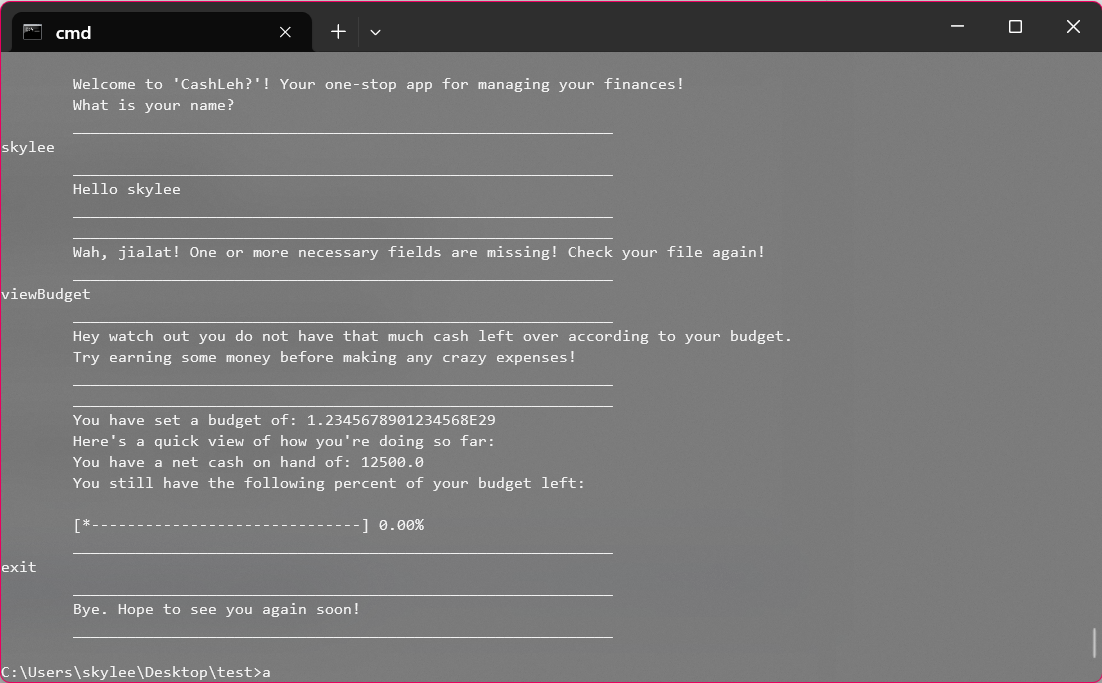 cmd
Welcome to 'CashLeh?'! Your one-stop app for managing your finances!
What is your name?
____________________________________________________________
skylee
____________________________________________________________
Hello skylee
____________________________________________________________
____________________________________________________________
Wah, jialat! One or more necessary fields are missing! Check your file again!
____________________________________________________________
viewBudget
____________________________________________________________
Hey watch out you do not have that much cash left over according to your budget.
Try earning some money before making any crazy expenses!
____________________________________________________________
____________________________________________________________
You have set a budget of: 1.2345678901234568E29
Here's a quick view of how you're doing so far:
You have a net cash on hand of: 12500.0
You still have the following percent of your budget left:
[*------------------------------] 0.00%
____________________________________________________________
exit
____________________________________________________________
Bye. Hope to see you again soon!
____________________________________________________________
C:\Users\skylee\Desktop\test>a